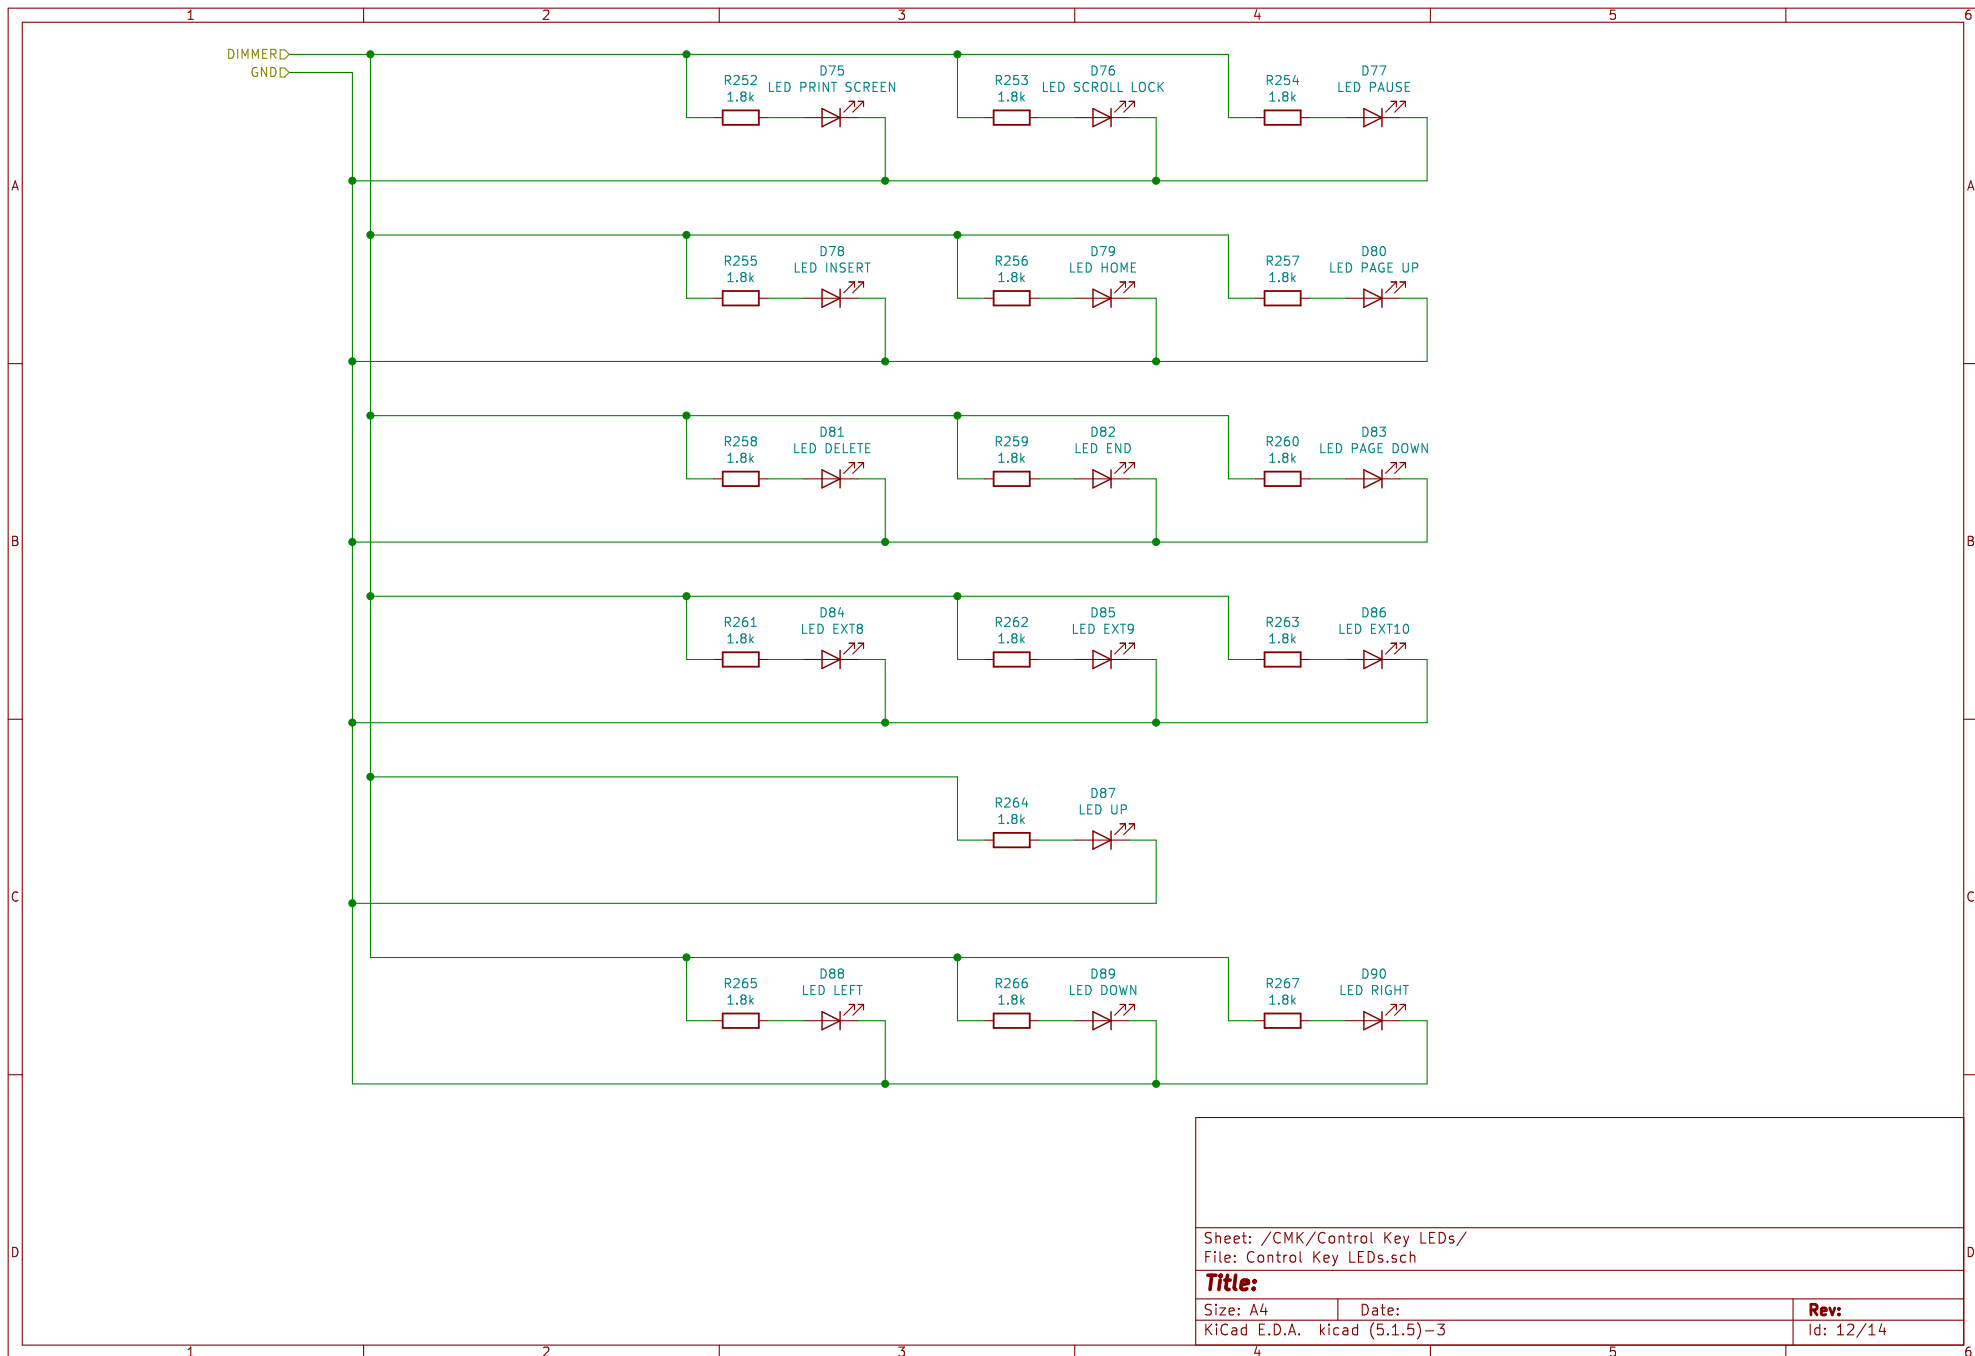 1 2 3 4 5 6
DIMMER
GND
D75 D76 D77
R252 LED PRINT SCREEN R253 LED SCROLL LOCK R254 LED PAUSE
1.8k 1.8k 1.8k
A A
D78 D79 D80
R255 LED INSERT R256 LED HOME R257 LED PAGE UP
1.8k 1.8k 1.8k
D81 D82 D83
R258 LED DELETE R259 LED END R260 LED PAGE DOWN
1.8k 1.8k 1.8k
B B
D84 D85 D86
R261 LED EXT8 R262 LED EXT9 R263 LED EXT10
1.8k 1.8k 1.8k
D87
R264 LED UP
1.8k
C C
D88 D89 D90
R265 LED LEFT R266 LED DOWN R267 LED RIGHT
1.8k 1.8k 1.8k
Sheet: /CMK/Control Key LEDs/
D D
File: Control Key LEDs.sch
Title:
Size: A4 Date: Rev:
KiCad E.D.A. kicad (5.1.5)-3 Id: 12/14
1 2 3 4 5 6